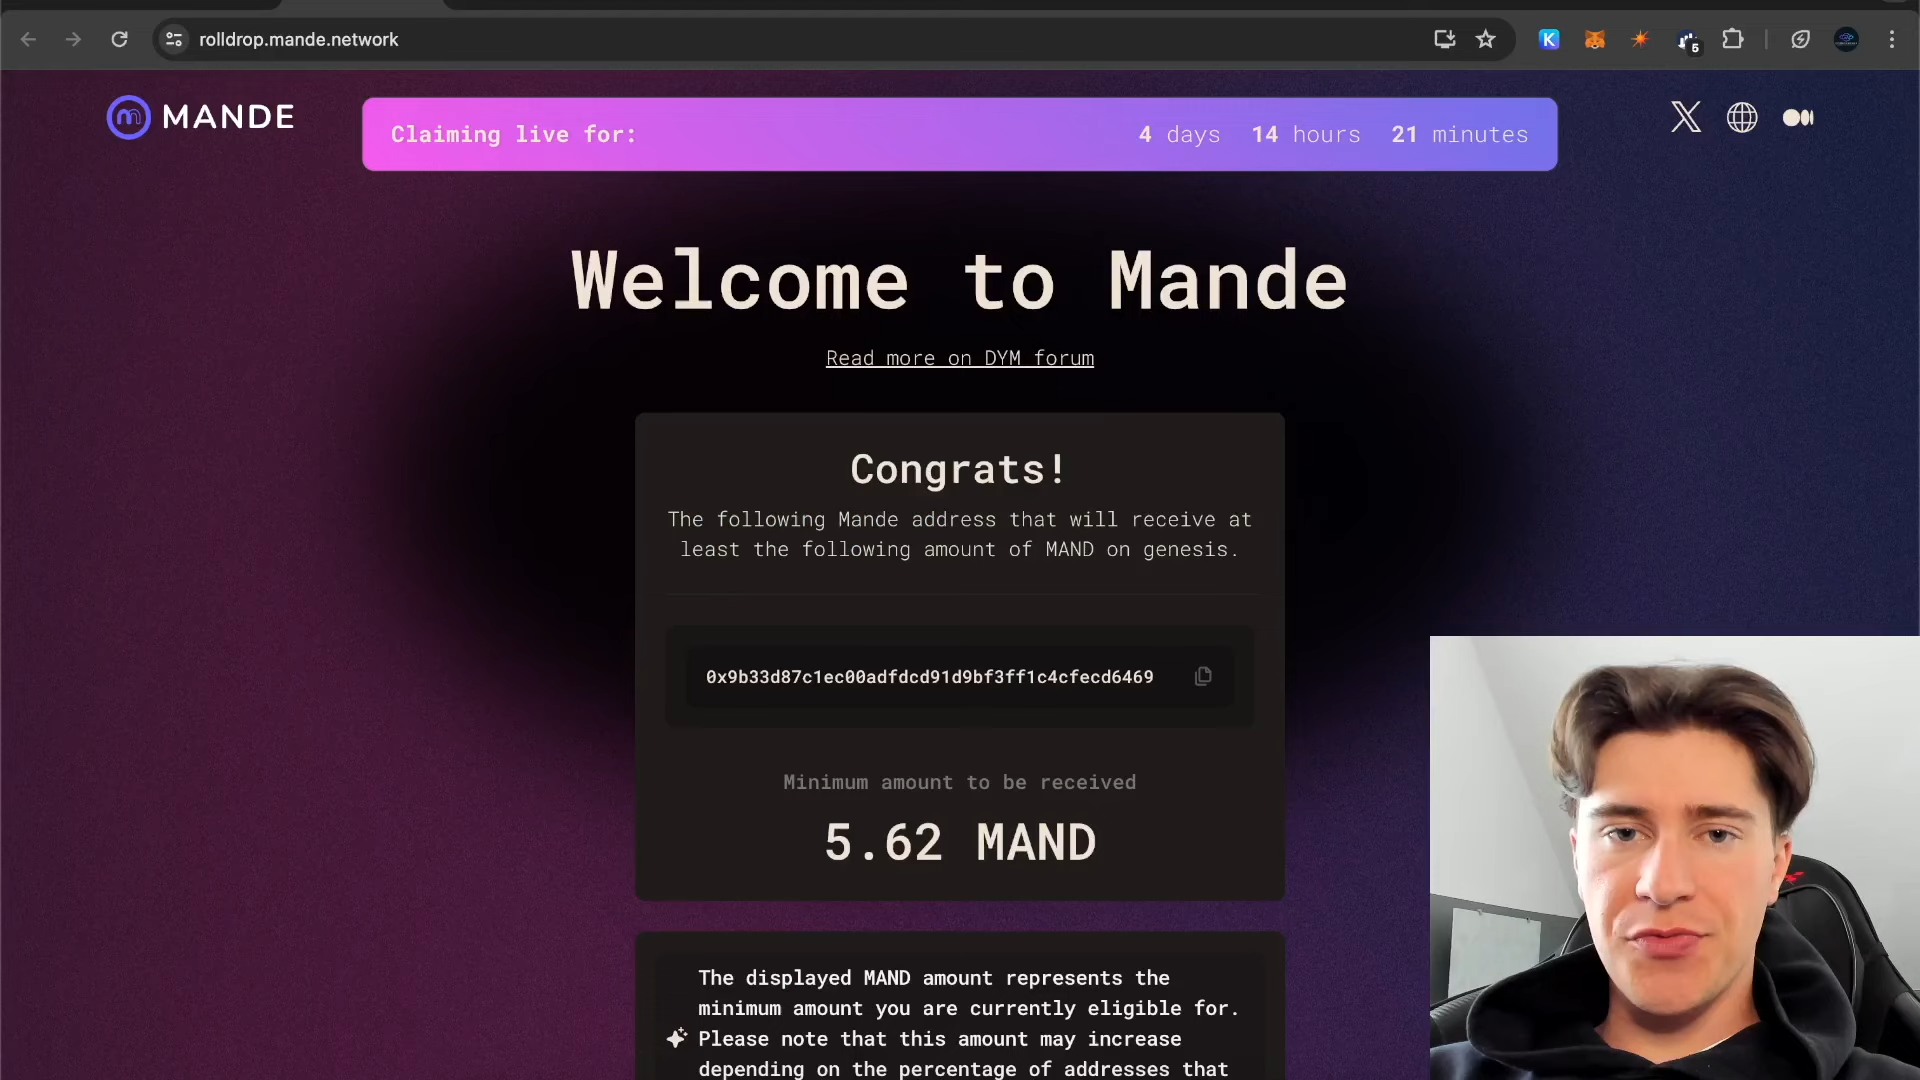 rolldrop.mande.network
K
5
MANDE
Claiming live for:
4 days 14 hours 21 minutes
Welcome to Mande
Read more on DYM forum
Congrats!
The following Mande address that will receive at
least the following amount of MAND on genesis.
0x9b33d87c1ec00adfdcd91d9bf3ff1c4cfecd6469
Minimum amount to be received
5.62 MAND
The displayed MAND amount represents the
minimum amount you are currently eligible for.
Please note that this amount may increase
depending on the percentage of addresses that